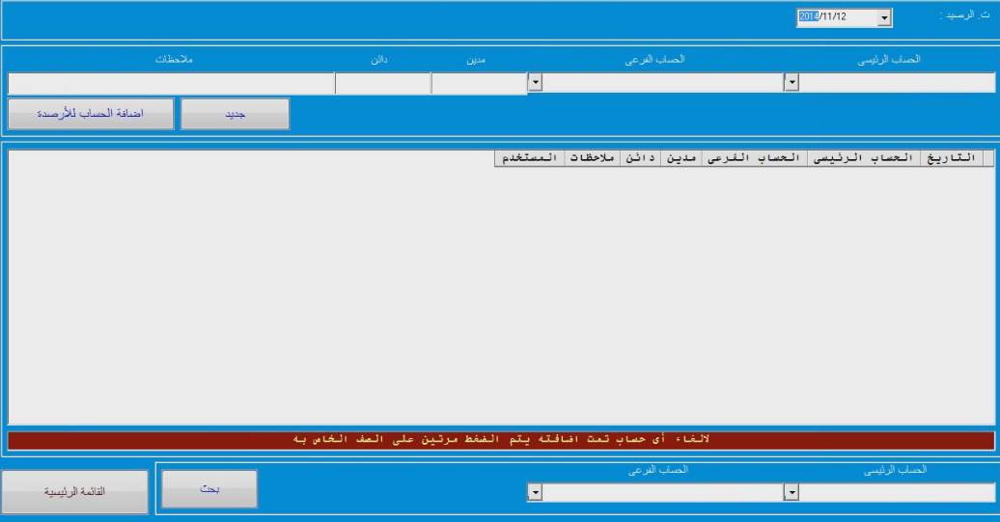 ت. الرصيد : 2014/11/12
الحساب الرئيسى الحساب الفرعى مدين دائن ملاحظات
جديد اضافة الحساب للأرصدة
التاريخ الحساب الرئيسى الحساب الفرعى مدين دائن ملاحظات المستخدم
لالغاء أى حساب تمت اضافته يتم الضغط مرتين على الصف الخاص به
الحساب الرئيسى الحساب الفرعى
بحث القائمة الرئيسية